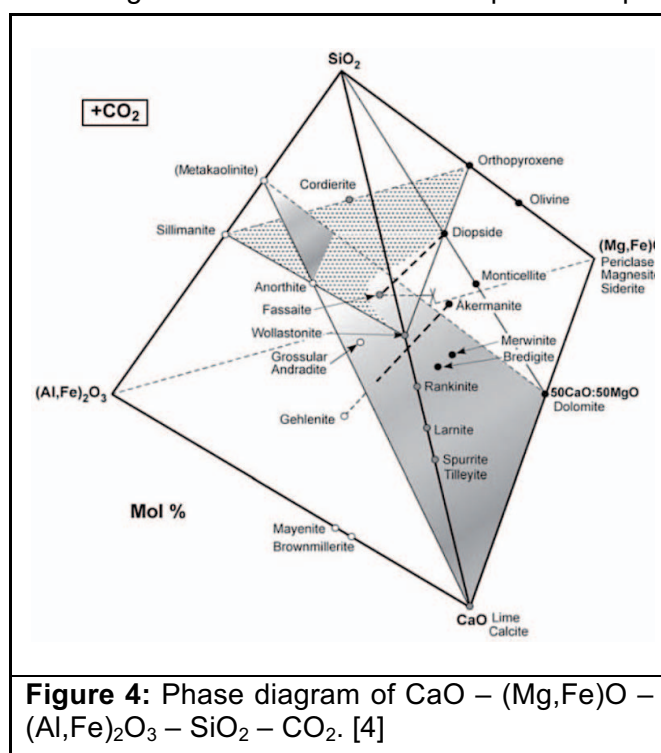 SiO2
+CO2
(Metakaolinite)
Orthopyroxene
Cordierite
Olivine
Sillimanite
Diopside
(Mg,Fe)O
Periclase
Magnesite
Siderite
Monticellite
Anorthite
Fassaite
Åkermanite
Wollastonite
Merwinite
Bredigite
Grossular
Andradite
Rankinite
50CaO:50MgO
Dolomite
(Al,Fe)2O3
Gehlenite
Larnite
Spurrite
Tilleyite
Mol %
Mayenite
Brownmillerite
CaO Lime
Calcite
Figure 4: Phase diagram of CaO – (Mg,Fe)O –
(Al,Fe)2O3 – SiO2 – CO2. [4]